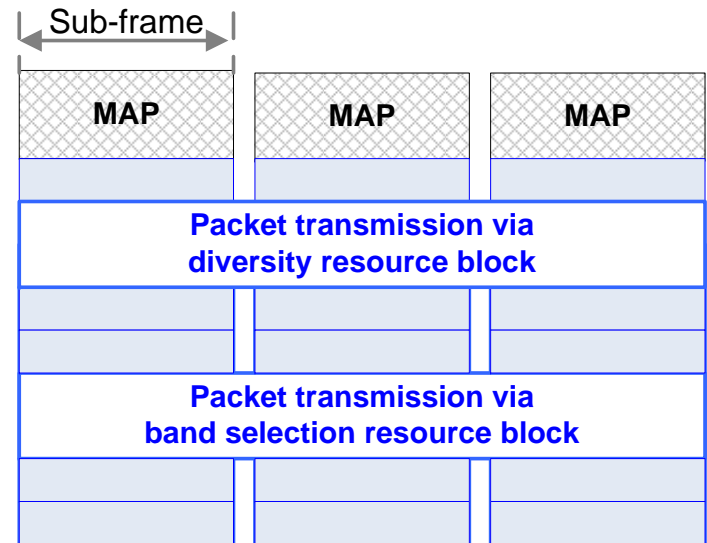 Sub-frame
MAP
MAP
MAP
Packet transmission via
diversity resource block
Packet transmission via
band selection resource block